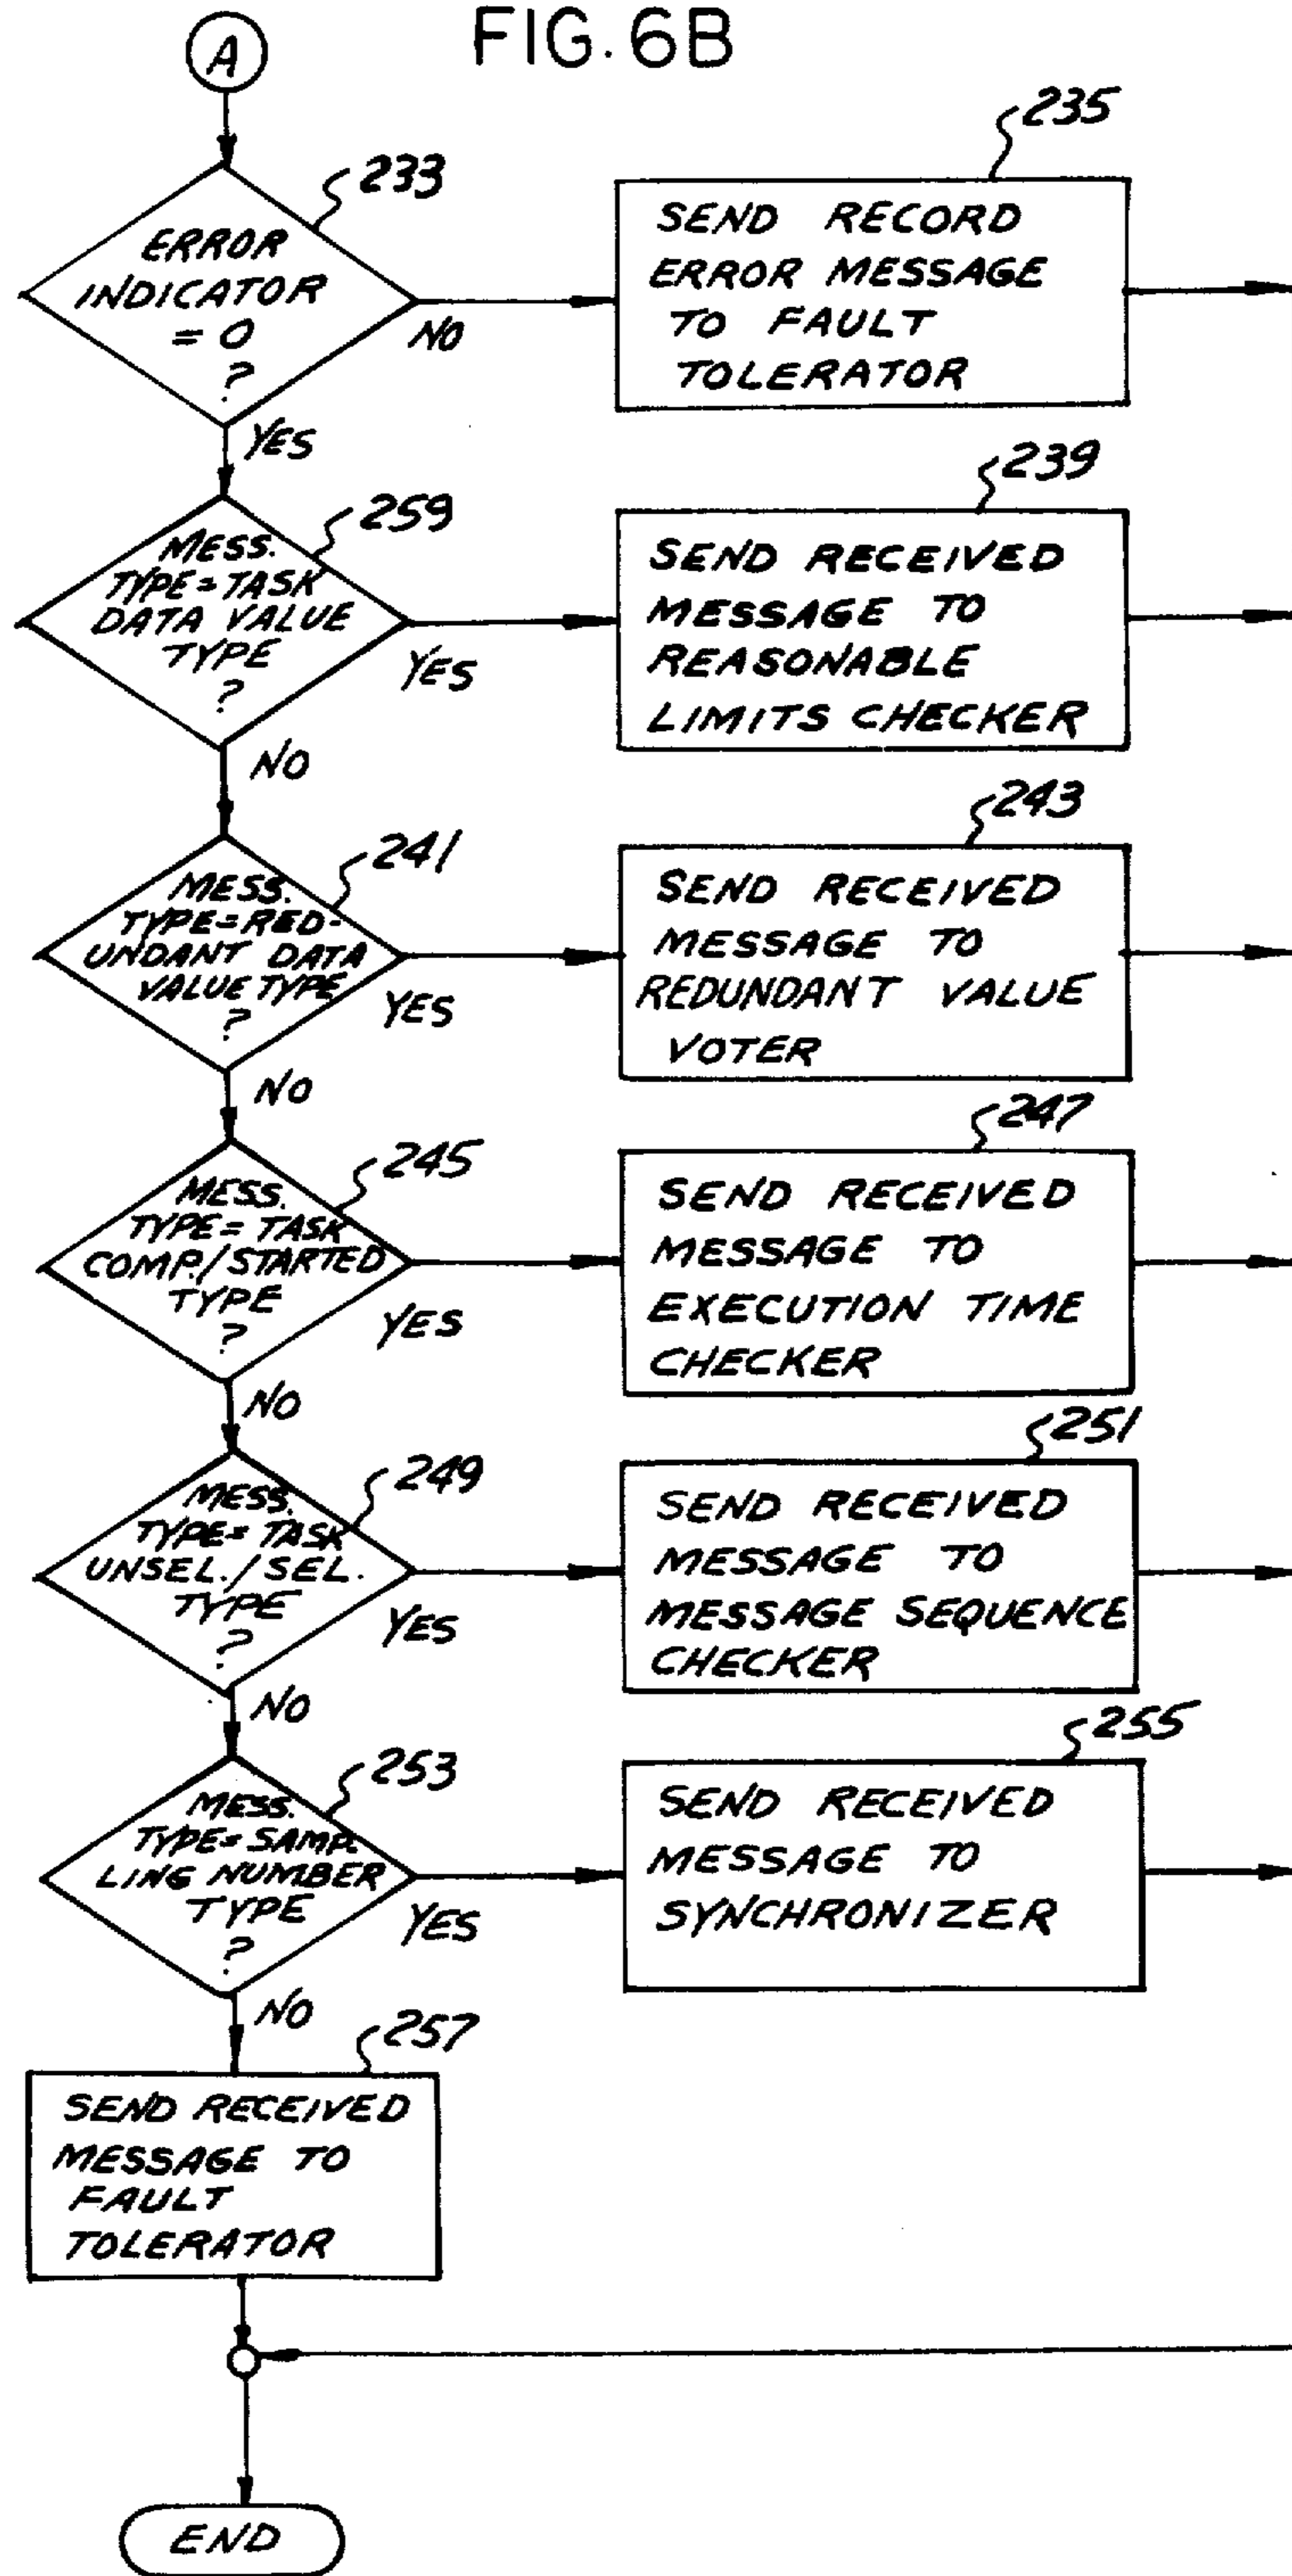 FIG. 6B
A
233
ERROR
INDICATOR
= 0
?
NO
YES
235
SEND RECORD
ERROR MESSAGE
TO FAULT
TOLERATOR
259
MESS.
TYPE=TASK
DATA VALUE
TYPE
?
YES
NO
239
SEND RECEIVED
MESSAGE TO
REASONABLE
LIMITS CHECKER
241
MESS.
TYPE=RED-
UNDANT DATA
VALUE TYPE
?
YES
NO
243
SEND RECEIVED
MESSAGE TO
REDUNDANT VALUE
VOTER
245
MESS.
TYPE=TASK
COMP./STARTED
TYPE
?
YES
NO
247
SEND RECEIVED
MESSAGE TO
EXECUTION TIME
CHECKER
249
MESS.
TYPE=TASK
UNSEL./SEL.
TYPE
?
YES
NO
251
SEND RECEIVED
MESSAGE TO
MESSAGE SEQUENCE
CHECKER
253
MESS.
TYPE=SAMP.
LING NUMBER
TYPE
?
YES
NO
255
SEND RECEIVED
MESSAGE TO
SYNCHRONIZER
257
SEND RECEIVED
MESSAGE TO
FAULT
TOLERATOR
END